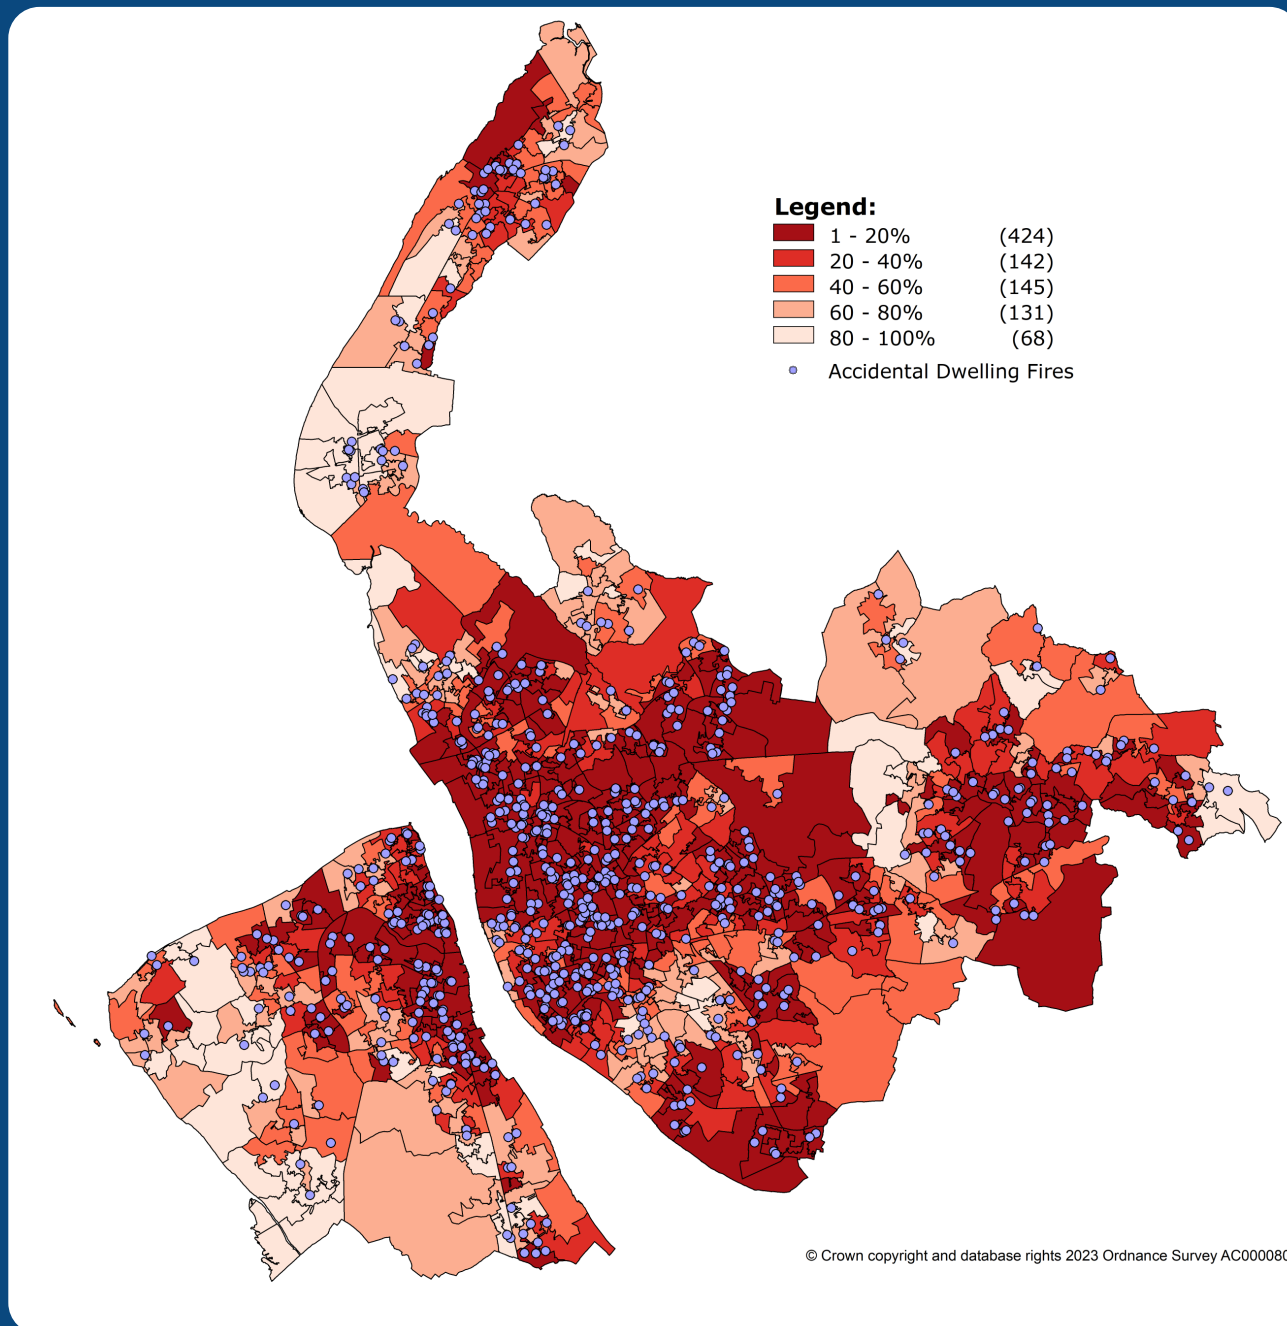 Legend:
1 - 20% (424)
20 - 40% (142)
40 - 60% (145)
60 - 80% (131)
80 - 100% (68)
Accidental Dwelling Fires
© Crown copyright and database rights 2023 Ordnance Survey AC000080